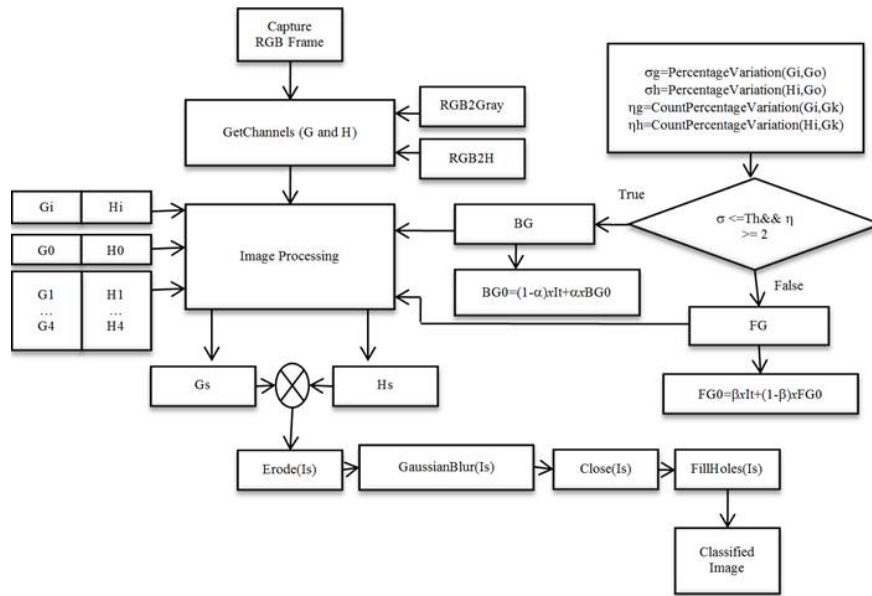 Capture
RGB Frame
σg=PercentageVariation(Gi,Go)
σh=PercentageVariation(Hi,Go)
ηg=CountPercentageVariation(Gi,Gk)
ηh=CountPercentageVariation(Hi,Gk)
RGB2Gray
GetChannels (G and H)
RGB2H
True
Gi Hi
BG
σ <=Th&& η
>= 2
G0 H0
Image Processing
G1 H1
... ...
G4 H4
BG0=(1-α)xIt+αxBG0
False
FG
Gs
Hs
FG0=βxIt+(1-β)xFG0
Erode(Is)
GaussianBlur(Is)
Close(Is)
FillHoles(Is)
Classified
Image